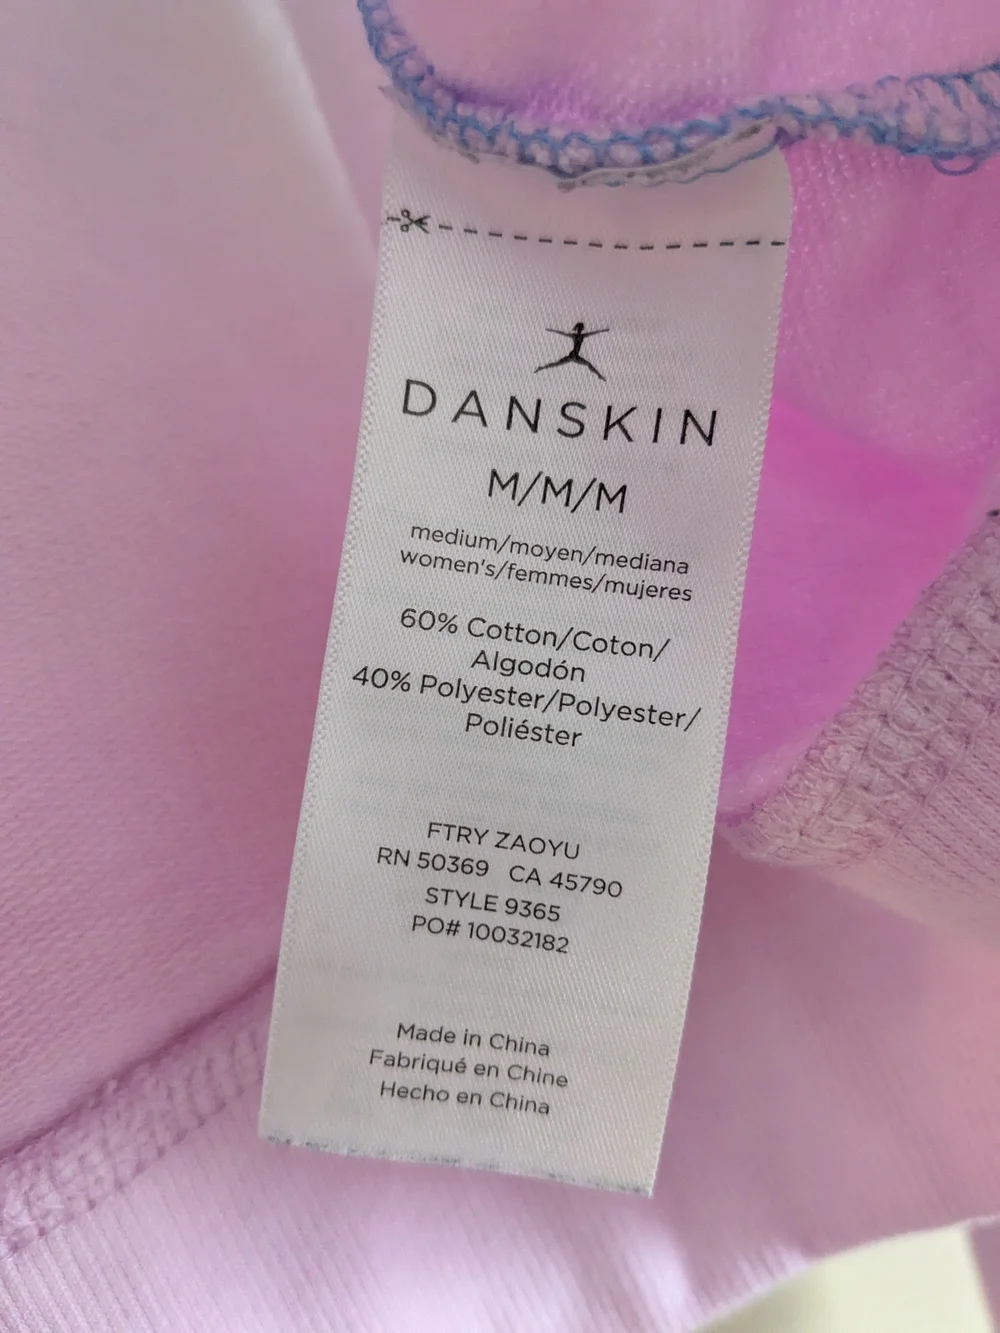 DANSKIN
M/M/M
medium/moyen/mediana
women's/femmes/mujeres
60% Cotton/Coton/
Algodón
40% Polyester/Polyester/
Poliéster
FTRY ZAOYU
RN 50369 CA 45790
STYLE 9365
PO# 10032182
Made in China
Fabriqué en Chine
Hecho en China